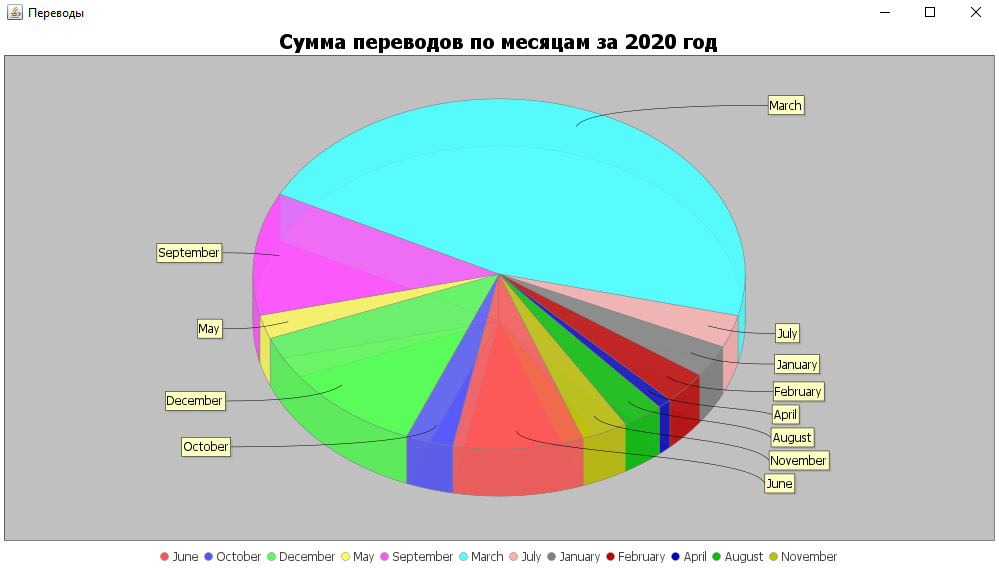 Переводы
Сумма переводов по месяцам за 2020 год
March
September
May
July
January
December
February
April
August
October
November
June
June October December May September March July January February April August November